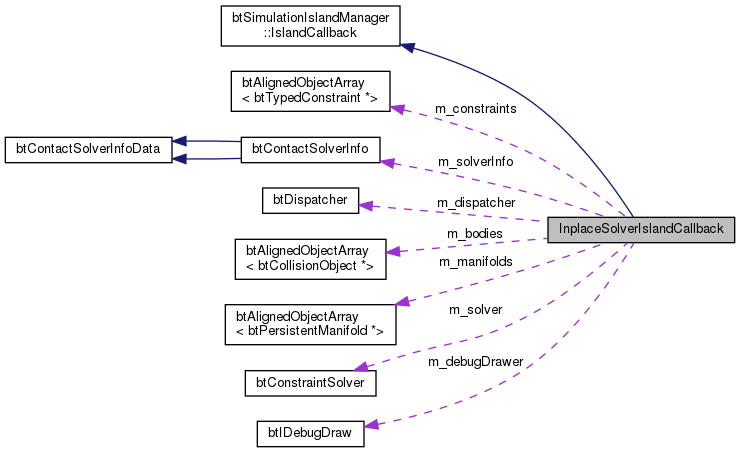 btSimulationIslandManager
::IslandCallback
btAlignedObjectArray
< btTypedConstraint *>
m_constraints
btContactSolverInfoData
btContactSolverInfo
m_solverInfo
btDispatcher
m_dispatcher
InplaceSolverIslandCallback
btAlignedObjectArray
< btCollisionObject *>
m_bodies
m_manifolds
btAlignedObjectArray
< btPersistentManifold *>
m_solver
btConstraintSolver
m_debugDrawer
btIDebugDraw